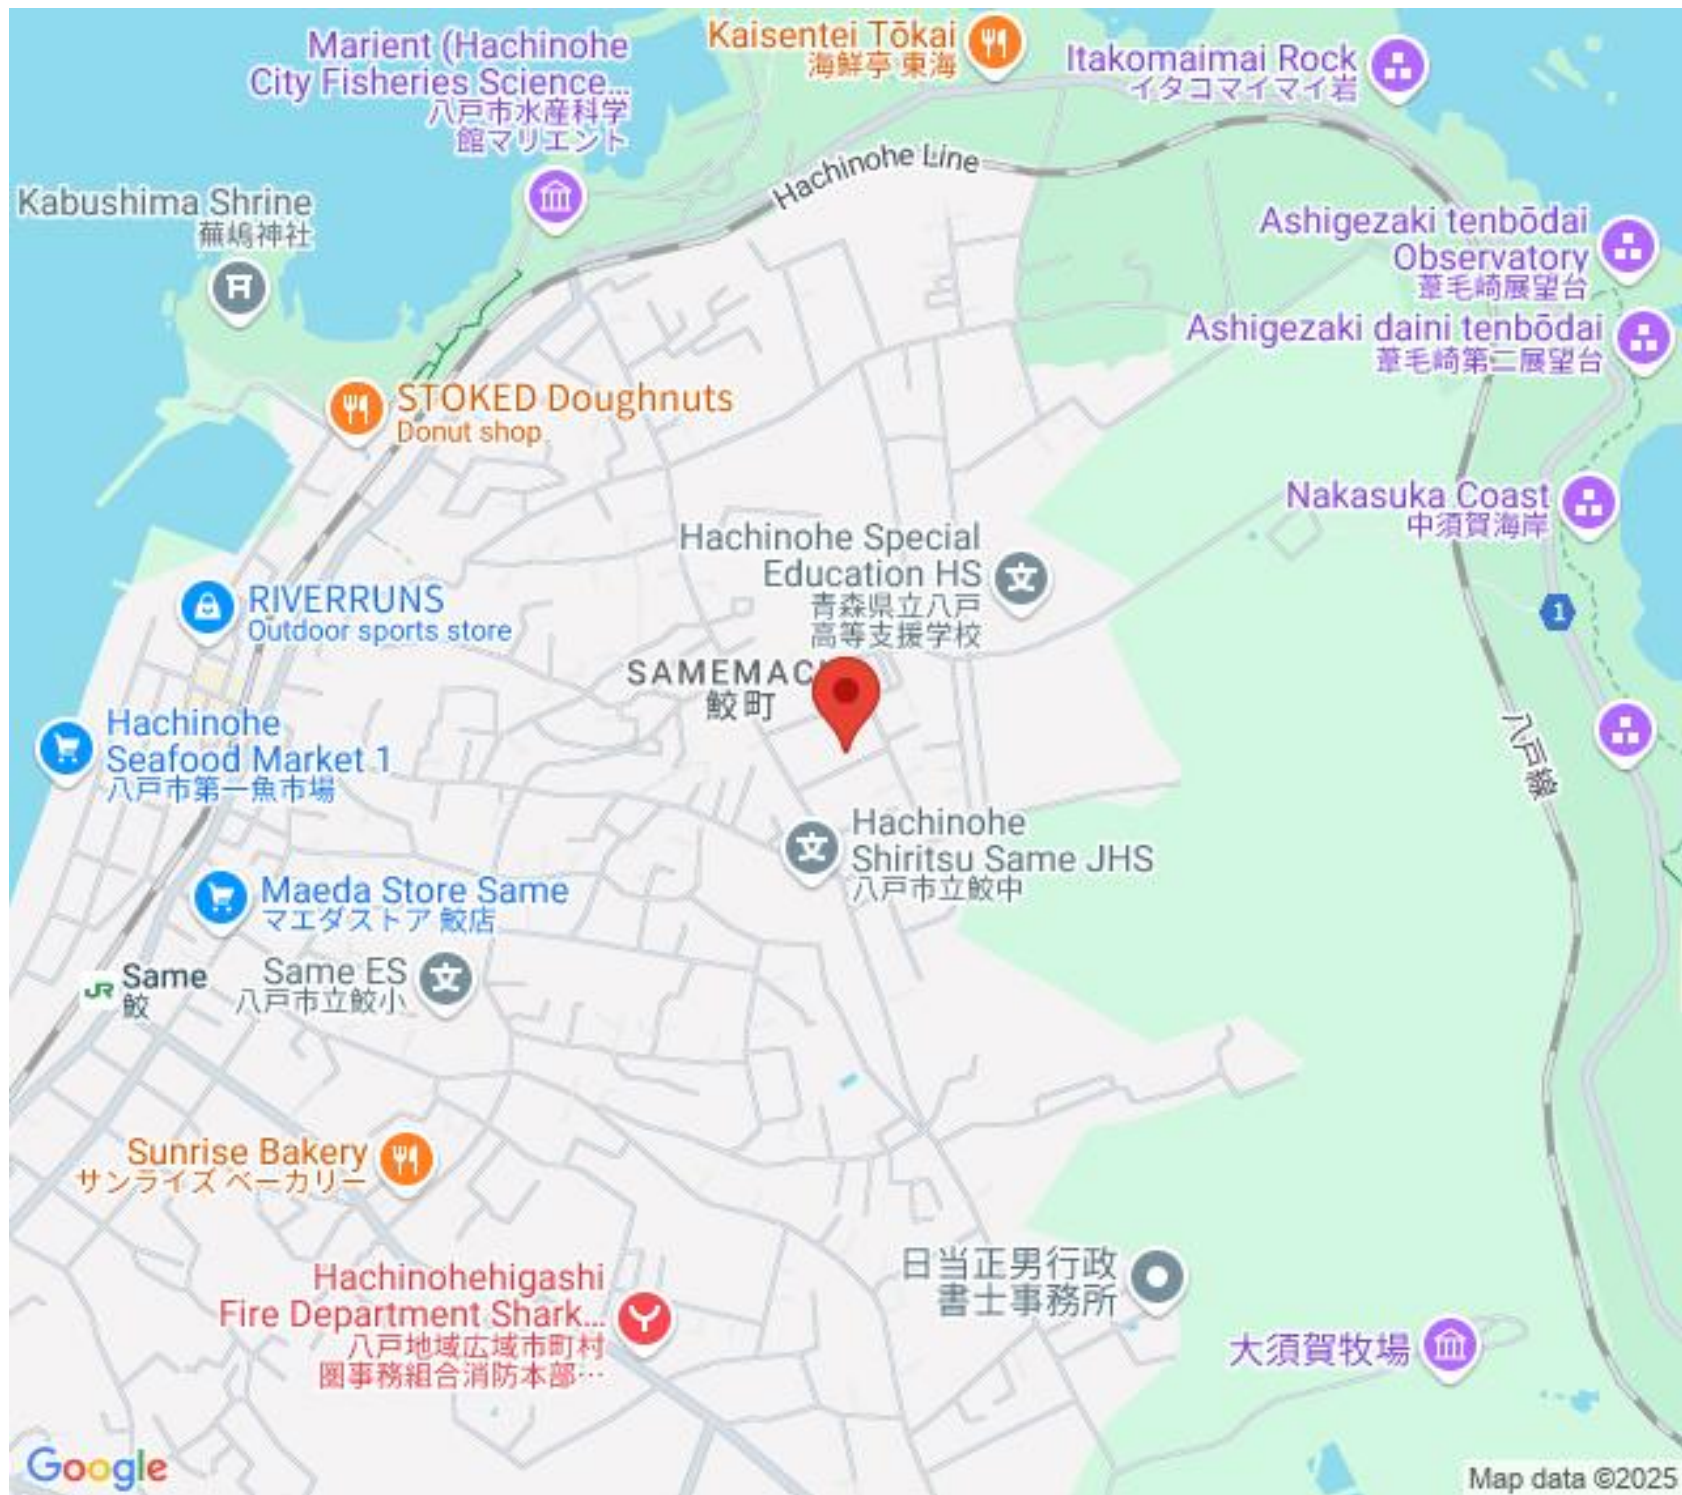 Marient (Hachinohe
City Fisheries Science...
八戸市水産科学
館マリエント
Kaisentei Tōkai
海鮮亭 東海
Itakomaimai Rock
イタコマイマイ岩
Hachinohe Line
Kabushima Shrine
蕪嶋神社
Ashigezaki tenbōdai
Observatory
葦毛崎展望台
Ashigezaki daini tenbōdai
葦毛崎第二展望台
STOKED Doughnuts
Donut shop
Nakasuka Coast
中須賀海岸
Hachinohe Special
Education HS
青森県立八戸
高等支援学校
RIVERRUNS
Outdoor sports store
1
SAMEMAC
鮫町
Hachinohe
Seafood Market 1
八戸市第一魚市場
八戸線
Hachinohe
Shiritsu Same JHS
八戸市立鮫中
Maeda Store Same
マエダストア 鮫店
JR Same
鮫
Same ES
八戸市立鮫小
Sunrise Bakery
サンライズ ベーカリー
Hachinohehigashi
Fire Department Shark...
八戸地域広域市町村
圏事務組合消防本部…
日当正男行政
書士事務所
大須賀牧場
Google
Map data ©2025